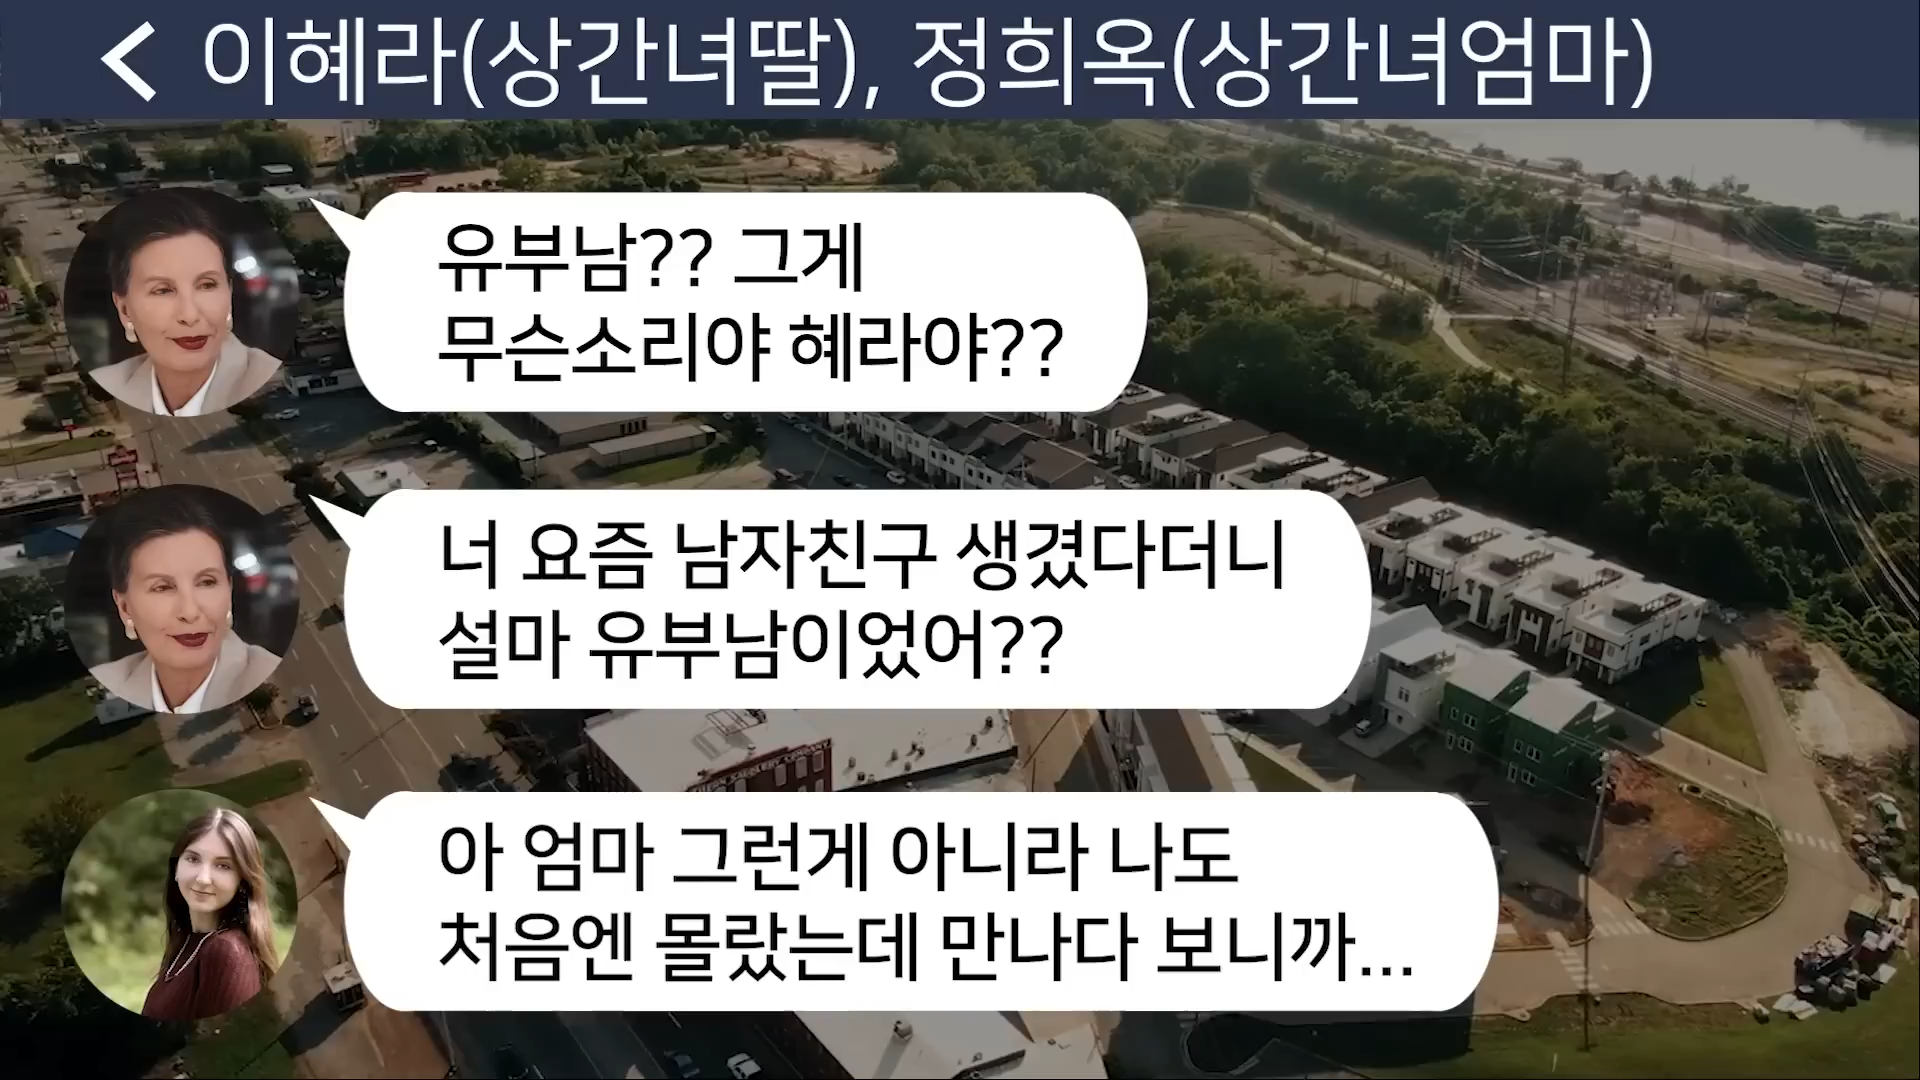 이혜라(상간녀딸), 정희옥(상간녀엄마)
유부남?? 그게
무슨소리야 혜라야??
너 요즘 남자친구 생겼다더니
설마 유부남이었어??
아 엄마 그런게 아니라 나도
처음엔 몰랐는데 만나다 보니까...